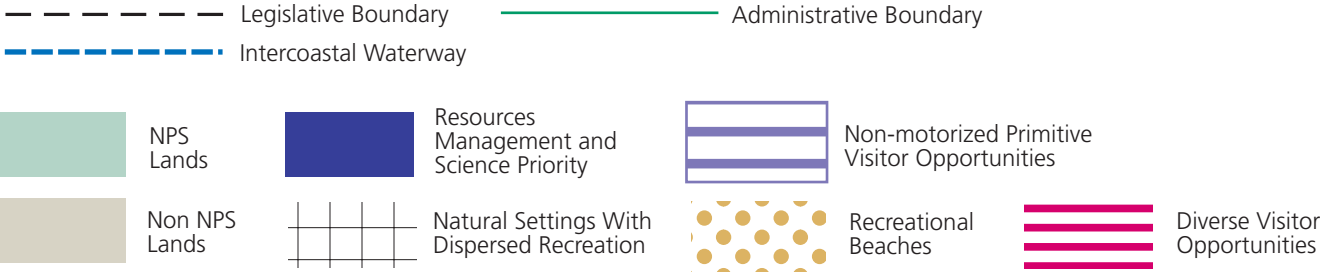 Legislative Boundary
Administrative Boundary
Intercoastal Waterway
NPS
Lands
Resources
Management and
Science Priority
Non-motorized Primitive
Visitor Opportunities
Non NPS
Lands
Natural Settings With
Dispersed Recreation
Recreational
Beaches
Diverse Visitor
Opportunities